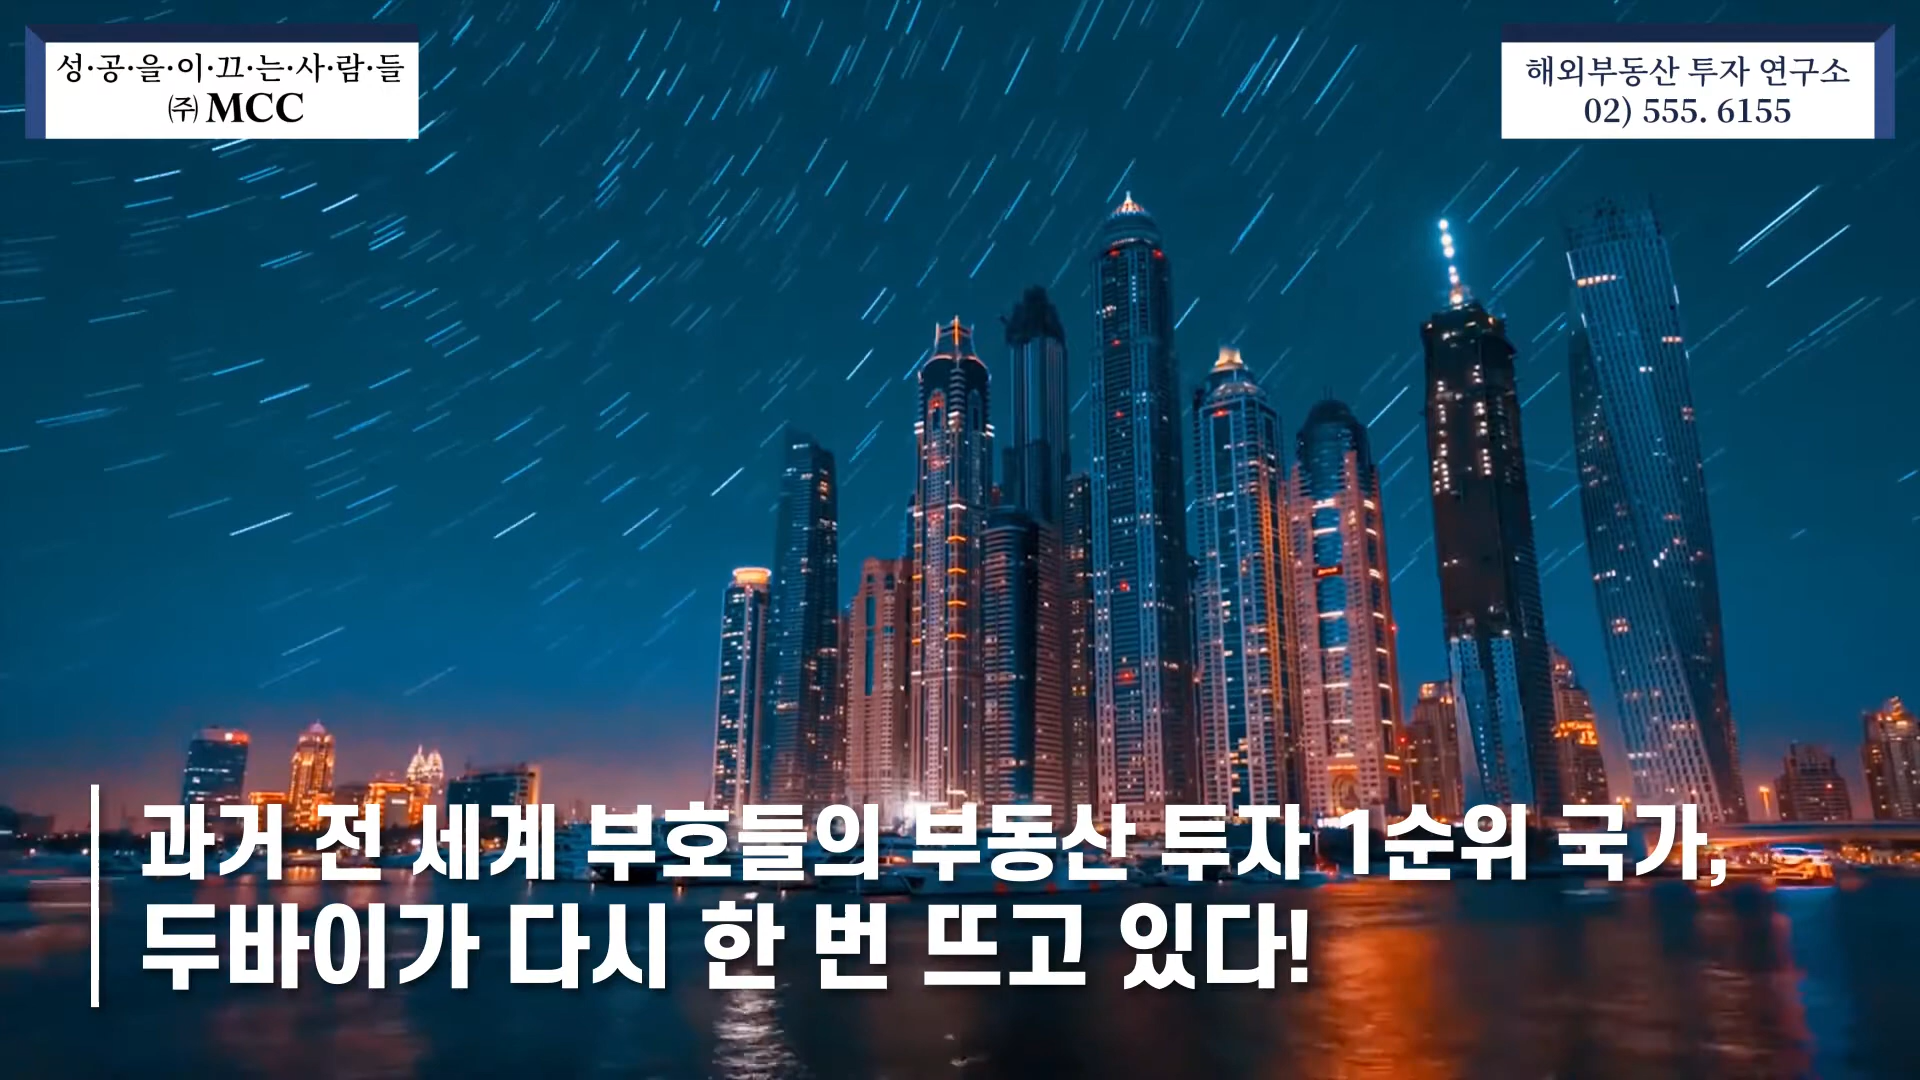 성·공·을·이·끄·는·사·람·들
㈜ MCC
해외부동산 투자 연구소
02) 555. 6155
과거 전 세계 부호들의 부동산 투자 1순위 국가,
두바이가 다시 한 번 뜨고 있다!